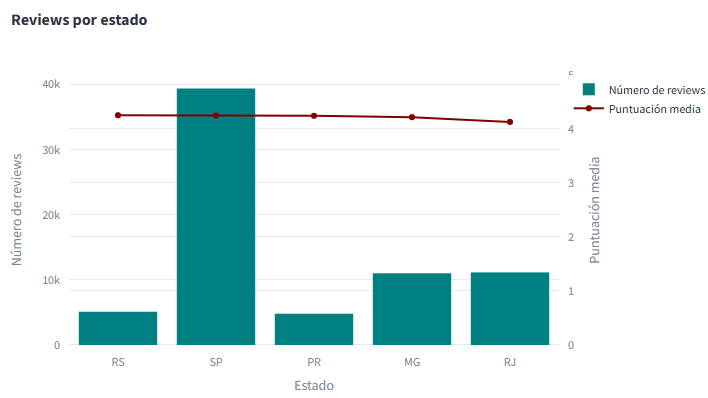 Reviews por estado
40k
30k
20k
10k
0
Número de reviews
RS
SP
PR
MG
RJ
Estado
4
3
2
1
0
Puntuación media
Número de reviews
Puntuación media